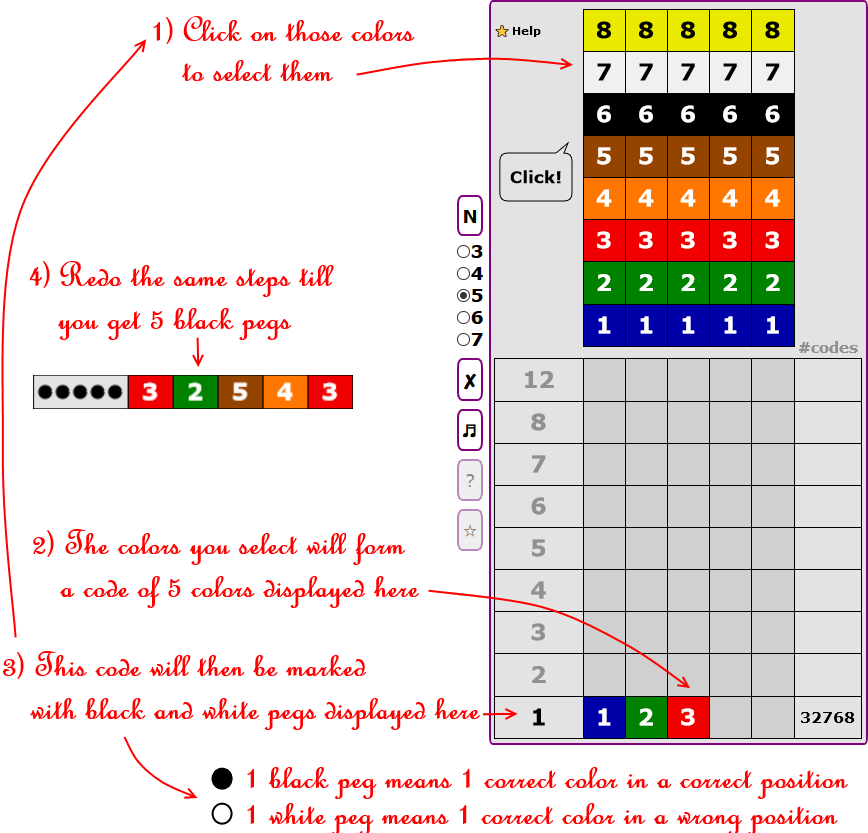 1) Click on those colors
to select them
Help
8 8 8 8 8
7 7 7 7 7
6 6 6 6 6
5 5 5 5 5
4 4 4 4 4
3 3 3 3 3
2 2 2 2 2
1 1 1 1 1
Click!
N
3
4
5
6
7
✗
♬
?
☆
#codes
4) Redo the same steps till
you get 5 black pegs
3 2 5 4 3
12
8
7
6
5
4
3
2
1 1 2 3 32768
2) The colors you select will form
a code of 5 colors displayed here
3) This code will then be marked
with black and white pegs displayed here
1 black peg means 1 correct color in a correct position
1 white peg means 1 correct color in a wrong position